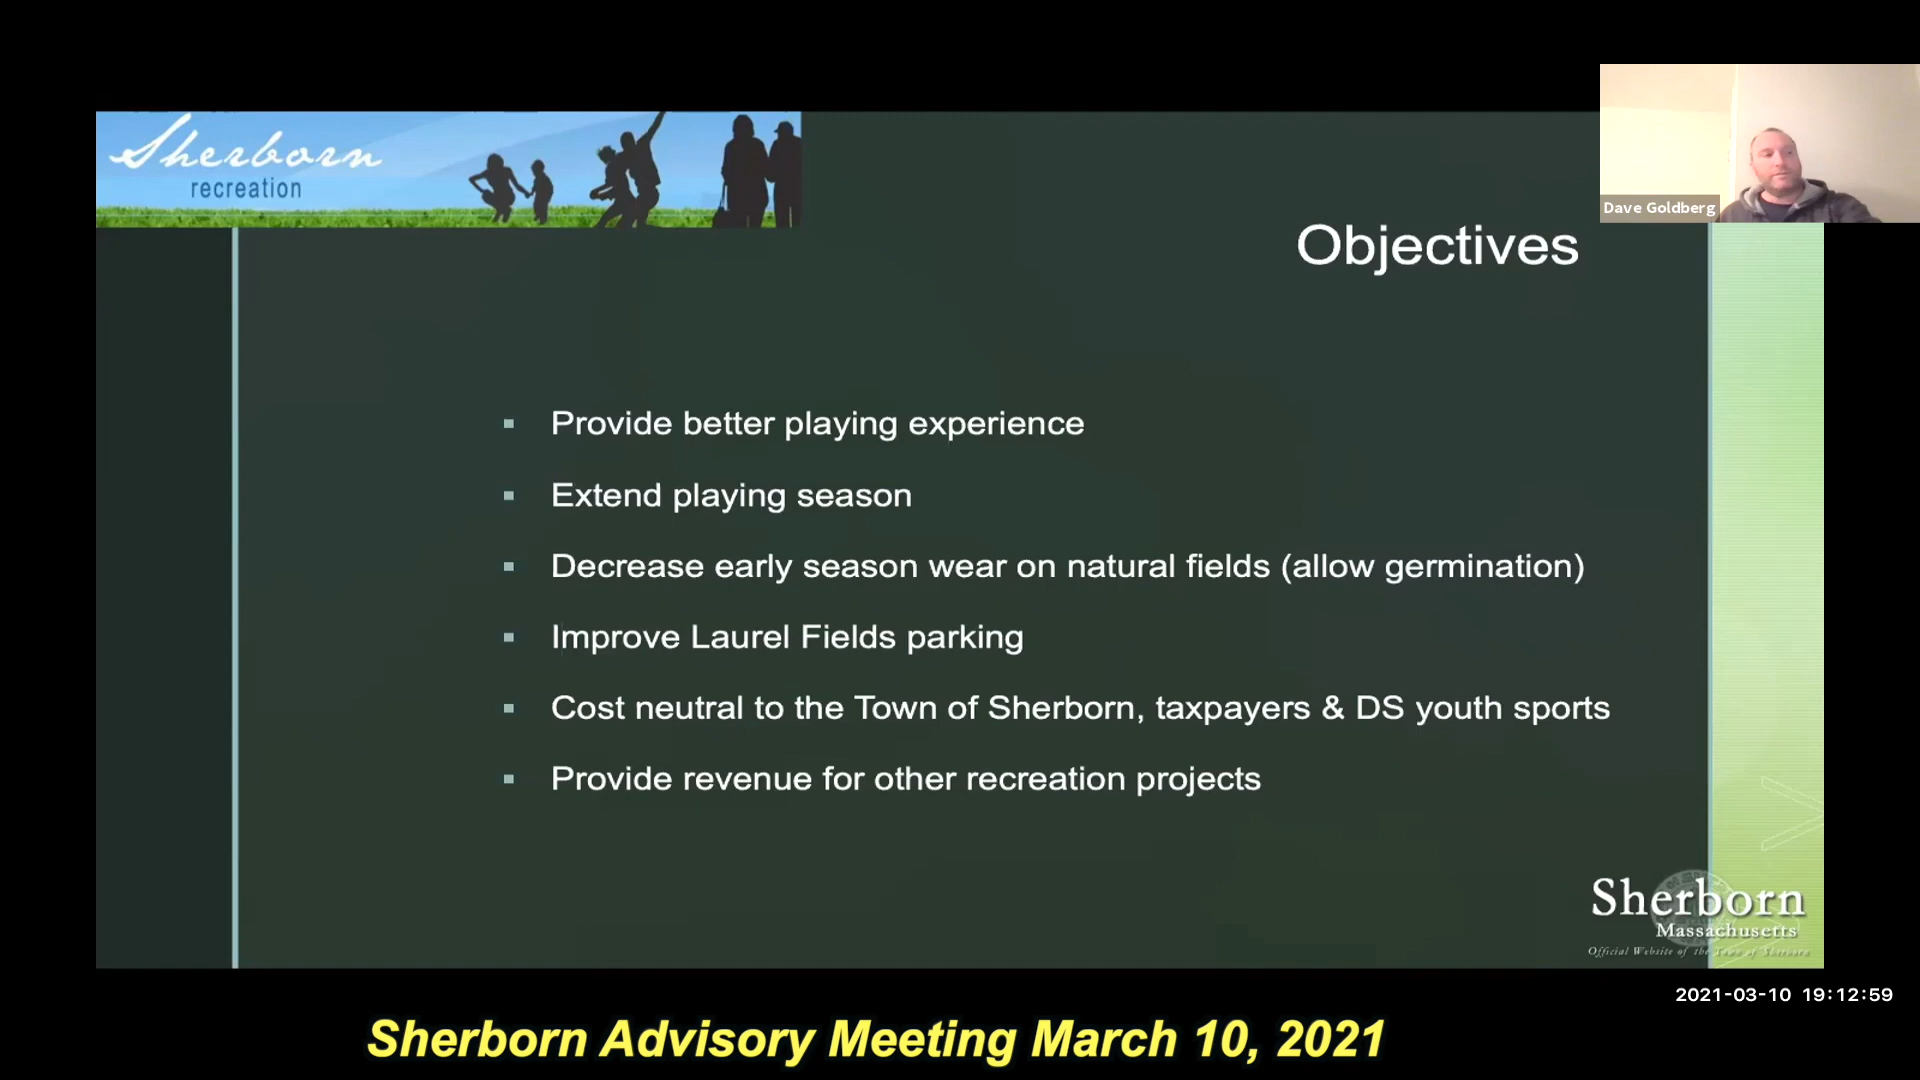 Sherborn
recreation
Dave Goldberg
Objectives
▪ Provide better playing experience
▪ Extend playing season
▪ Decrease early season wear on natural fields (allow germination)
▪ Improve Laurel Fields parking
▪ Cost neutral to the Town of Sherborn, taxpayers & DS youth sports
▪ Provide revenue for other recreation projects
Sherborn
Massachusetts
Official Website of the Town of Sherborn
2021-03-10 19:12:59
Sherborn Advisory Meeting March 10, 2021